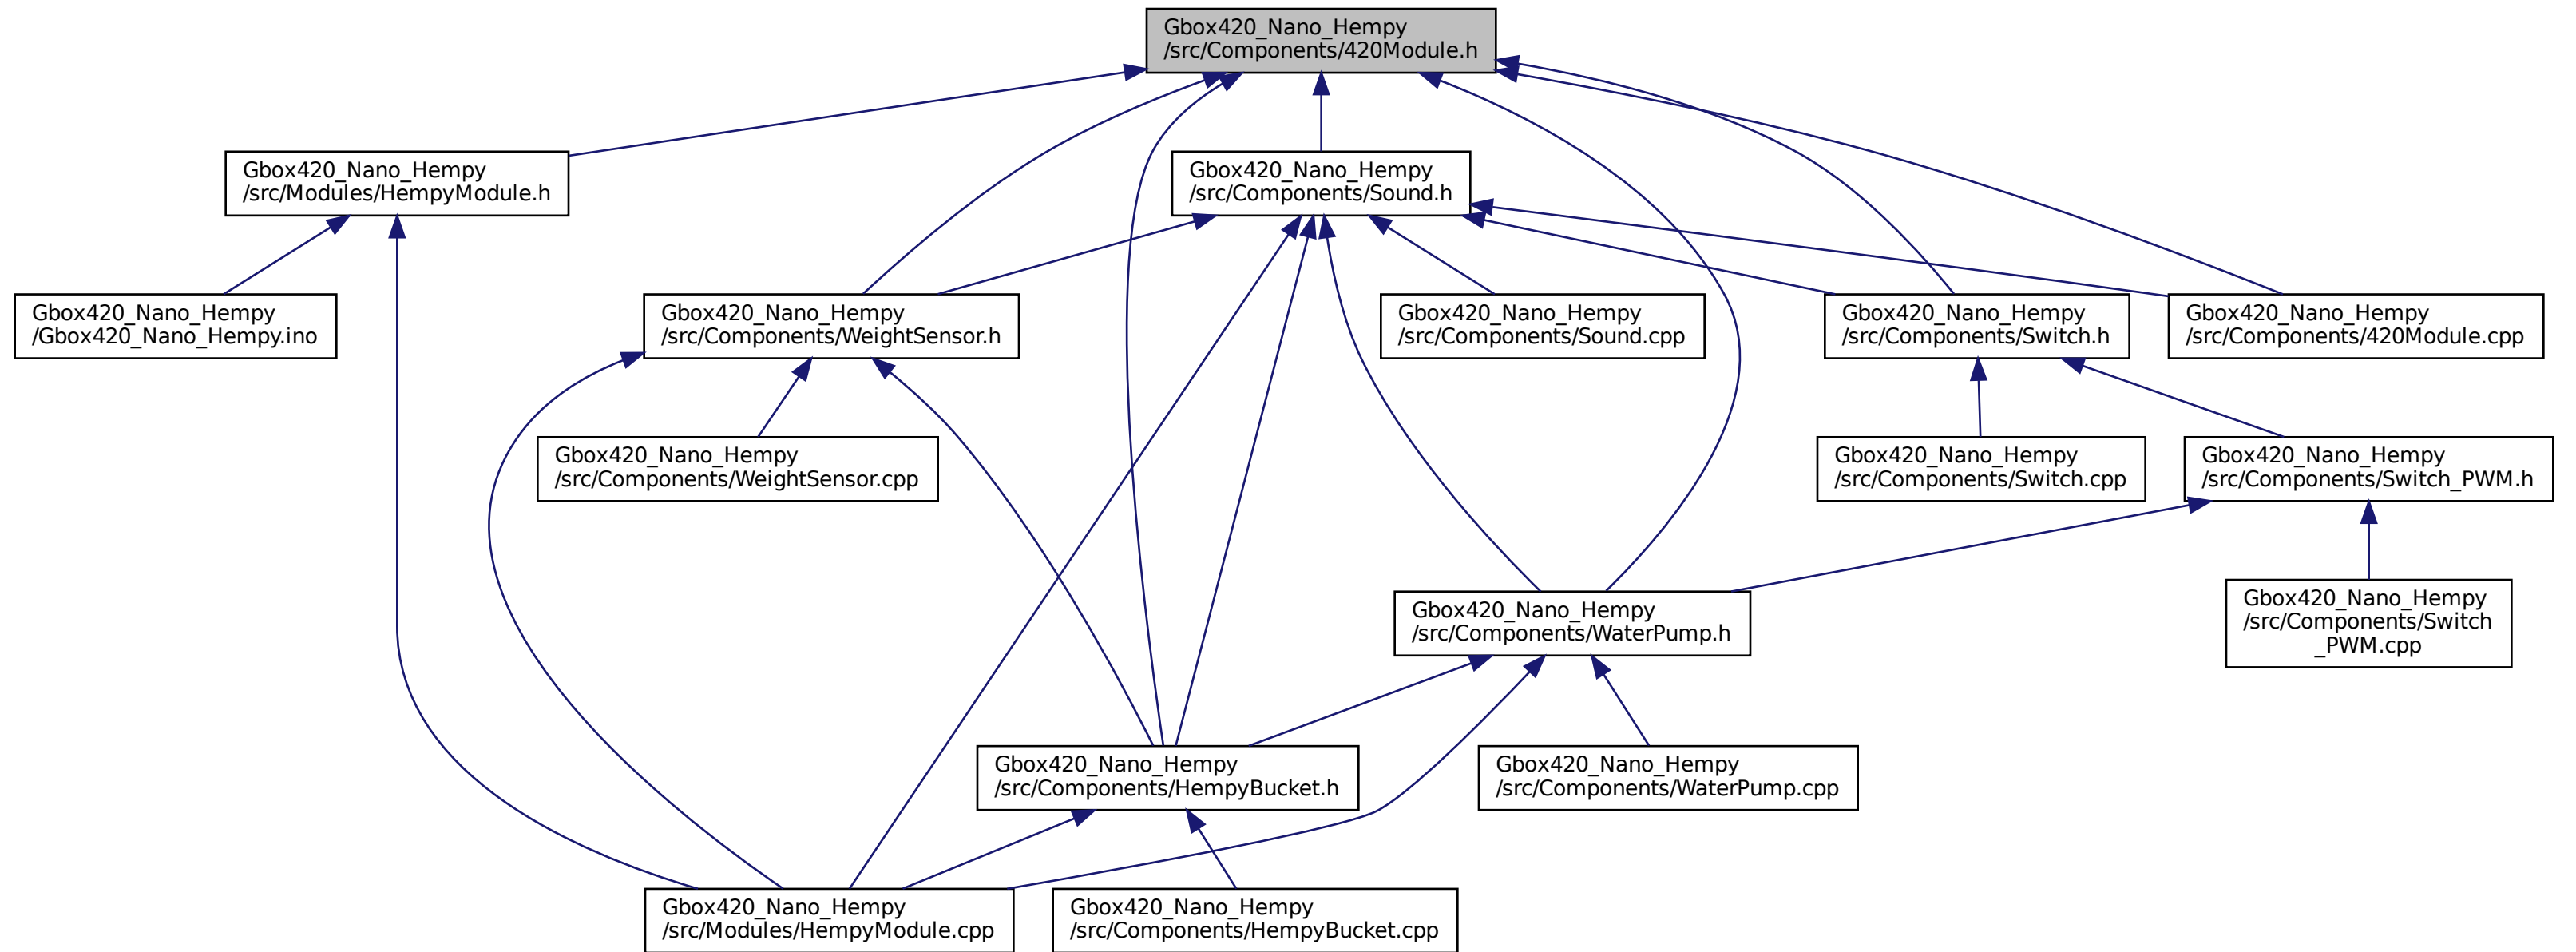 Gbox420_Nano_Hempy
/src/Components/420Module.h
Gbox420_Nano_Hempy
/src/Modules/HempyModule.h
Gbox420_Nano_Hempy
/src/Components/Sound.h
Gbox420_Nano_Hempy
/Gbox420_Nano_Hempy.ino
Gbox420_Nano_Hempy
/src/Components/WeightSensor.h
Gbox420_Nano_Hempy
/src/Components/Sound.cpp
Gbox420_Nano_Hempy
/src/Components/Switch.h
Gbox420_Nano_Hempy
/src/Components/420Module.cpp
Gbox420_Nano_Hempy
/src/Components/WeightSensor.cpp
Gbox420_Nano_Hempy
/src/Components/Switch.cpp
Gbox420_Nano_Hempy
/src/Components/Switch_PWM.h
Gbox420_Nano_Hempy
/src/Components/WaterPump.h
Gbox420_Nano_Hempy
/src/Components/Switch
_PWM.cpp
Gbox420_Nano_Hempy
/src/Components/HempyBucket.h
Gbox420_Nano_Hempy
/src/Components/WaterPump.cpp
Gbox420_Nano_Hempy
/src/Modules/HempyModule.cpp
Gbox420_Nano_Hempy
/src/Components/HempyBucket.cpp